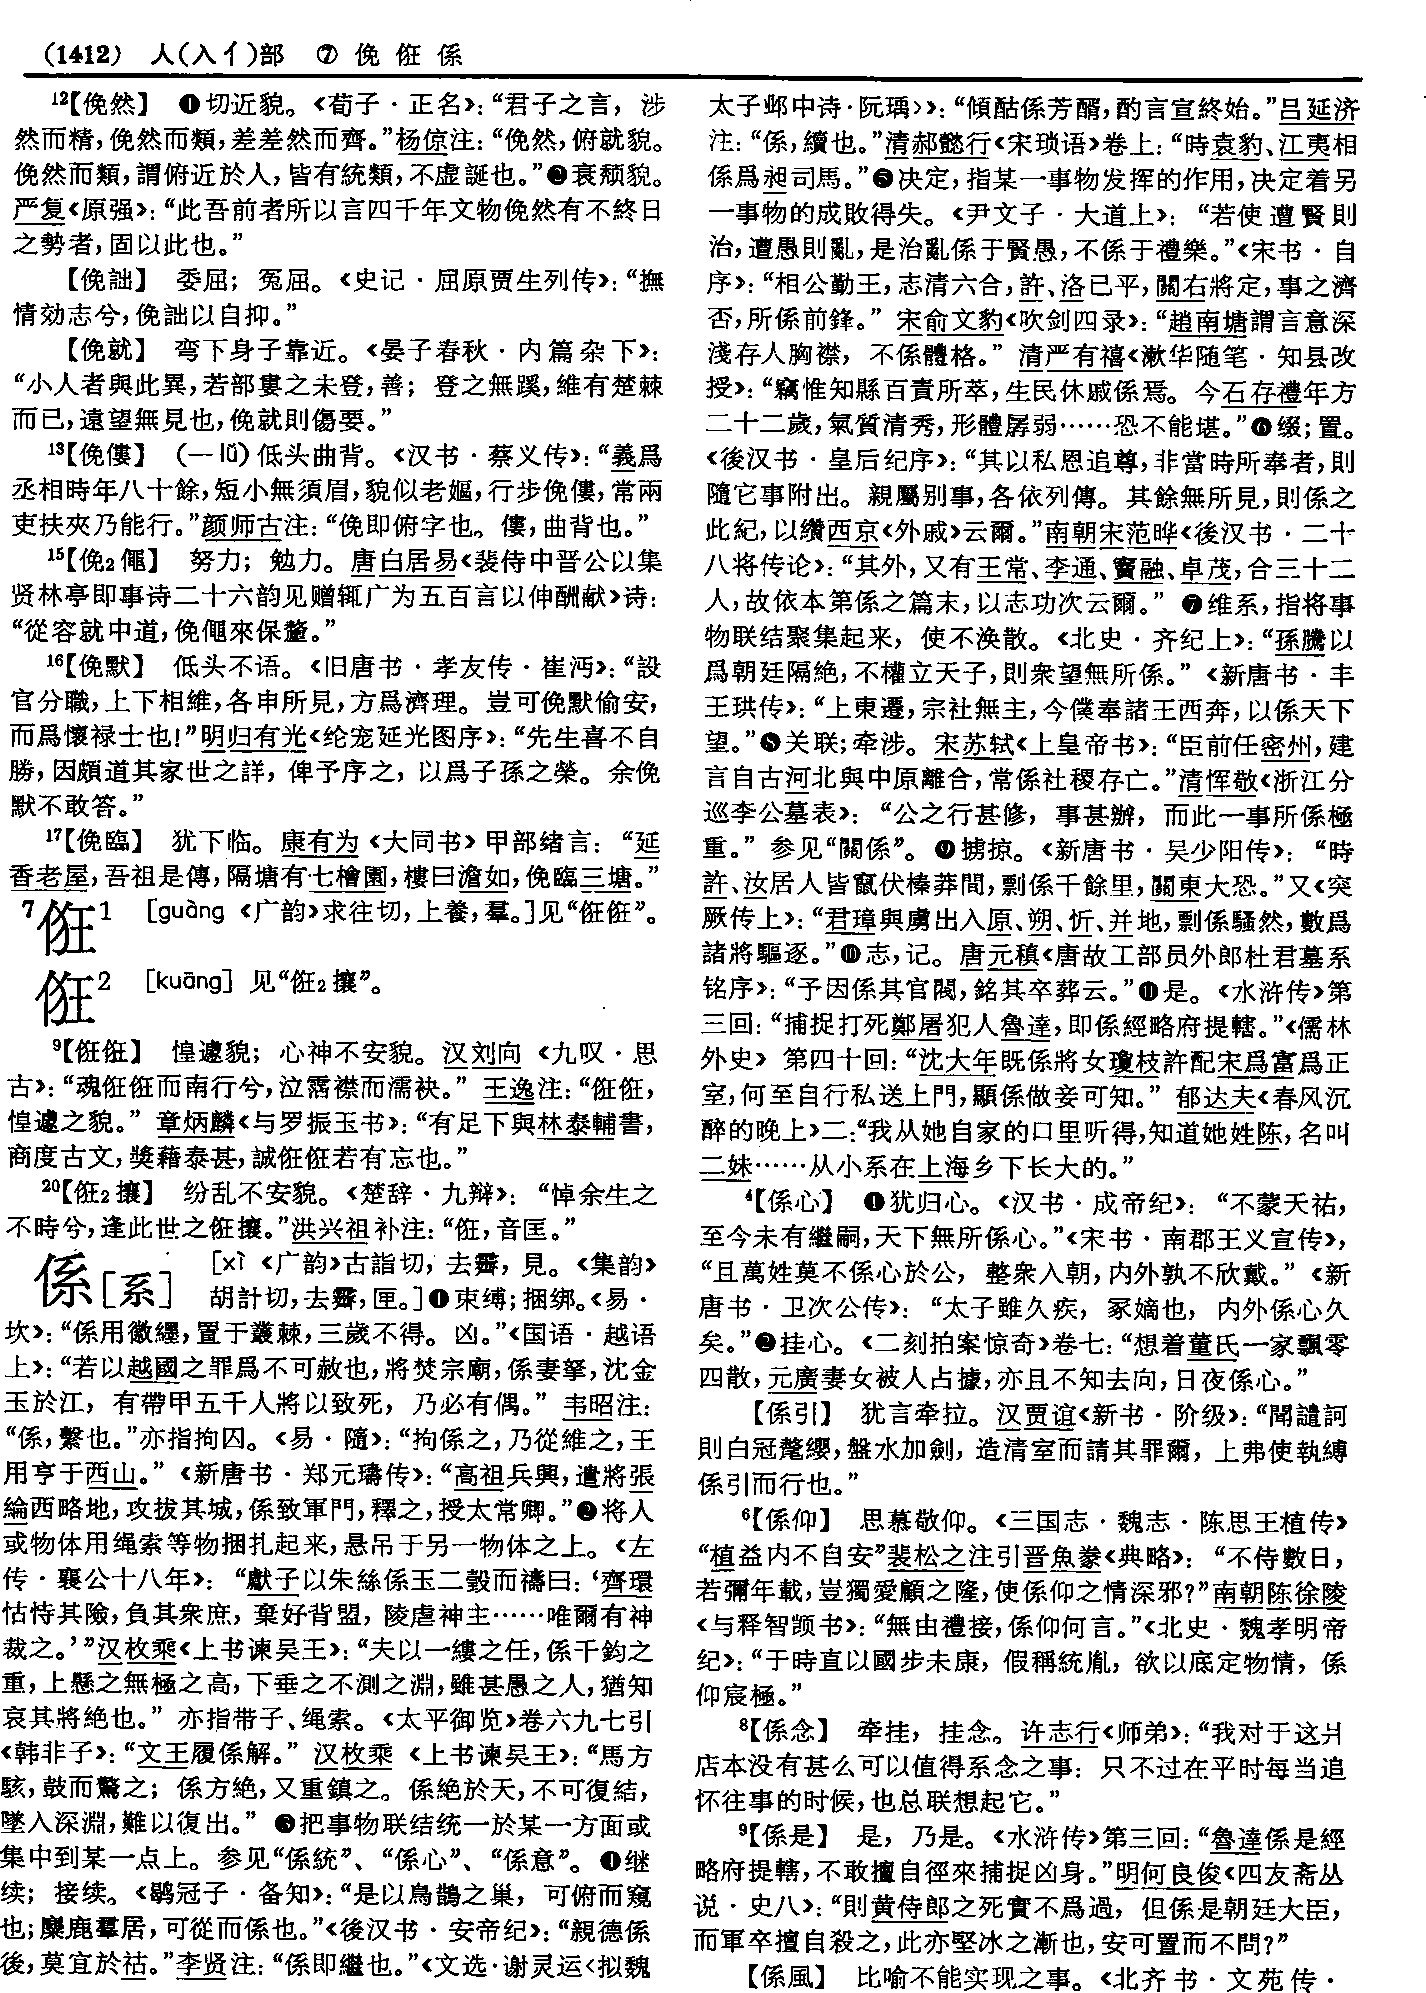 (1412) 人(入亻)部 ⑦ 俛俇係
¹²【俛然】 ❶切近貌。《荀子·正名》：“君子之言，涉
然而精，俛然而類，差差然而齊。”杨倞注：“俛然，俯就貌。
俛然而類，謂俯近於人，皆有統類，不虛誕也。”❷衰颓貌。
严复《原强》：“此吾前者所以言四千年文物俛然有不終日
之勢者，固以此也。”
【俛詘】 委屈；冤屈。《史记·屈原贾生列传》：“撫
情効志兮，俛詘以自抑。”
【俛就】 弯下身子靠近。《晏子春秋·内篇杂下》：
“小人者與此異，若部婁之未登，善；登之無蹊，維有楚棘
而已，遠望無見也，俛就則傷要。”
¹³【俛僂】 (—lǚ)低头曲背。《汉书·蔡义传》：“義爲
丞相時年八十餘，短小無須眉，貌似老嫗，行步俛僂，常兩
吏扶夾乃能行。”颜师古注：“俛即俯字也。僂，曲背也。”
¹⁵【俛₂僶】 努力；勉力。唐白居易《裴侍中晋公以集
贤林亭即事诗二十六韵见赠辄广为五百言以伸酬献》诗：
“從容就中道，俛僶來保釐。”
¹⁶【俛默】 低头不语。《旧唐书·孝友传·崔沔》：“設
官分職，上下相維，各申所見，方爲濟理。豈可俛默偷安，
而爲懷禄士也！”明归有光《纶宠延光图序》：“先生喜不自
勝，因頗道其家世之詳，俾予序之，以爲子孫之榮。余俛
默不敢答。”
¹⁷【俛臨】 犹下临。康有为《大同书》甲部绪言：“延
香老屋，吾祖是傳，隔塘有七檜園，樓曰澹如，俛臨三塘。”
7俇1 [guàng 《广韵》求往切，上養，羣。]见“俇俇”。
俇2 [kuāng] 见“俇₂攘”。
⁹【俇俇】 惶遽貌；心神不安貌。汉刘向《九叹·思
古》：“魂俇俇而南行兮，泣霑襟而濡袂。”王逸注：“俇俇，
惶遽之貌。”章炳麟《与罗振玉书》：“有足下與林泰輔書，
商度古文，獎藉泰甚，誠俇俇若有忘也。”
²⁰【俇₂攘】 纷乱不安貌。《楚辞·九辩》：“悼余生之
不時兮，逢此世之俇攘。”洪兴祖补注：“俇，音匡。”
係[系] [xì 《广韵》古詣切，去霽，見。《集韵》
胡計切，去霽，匣。]❶束缚；捆绑。《易·
坎》：“係用徽纆，置于叢棘，三歲不得。凶。”《国语·越语
上》：“若以越國之罪爲不可赦也，將焚宗廟，係妻孥，沈金
玉於江，有帶甲五千人將以致死，乃必有偶。”韦昭注：
“係，繫也。”亦指拘囚。《易·隨》：“拘係之，乃從維之，王
用亨于西山。”《新唐书·郑元璹传》：“高祖兵興，遣將張
綸西略地，攻拔其城，係致軍門，釋之，授太常卿。”❷将人
或物体用绳索等物捆扎起来，悬吊于另一物体之上。《左
传·襄公十八年》：“獻子以朱絲係玉二瑴而禱曰：‘齊環
怙恃其險，負其衆庶，棄好背盟，陵虐神主……唯爾有神
裁之。’”汉枚乘《上书谏吴王》：“夫以一縷之任，係千鈞之
重，上懸之無極之高，下垂之不測之淵，雖甚愚之人，猶知
哀其將絶也。”亦指带子、绳索。《太平御览》卷六九七引
《韩非子》：“文王履係解。”汉枚乘《上书谏吴王》：“馬方
駭，鼓而驚之；係方絶，又重鎮之。係絶於天，不可復結，
墜入深淵，難以復出。”❸把事物联结统一於某一方面或
集中到某一点上。参见“係統”、“係心”、“係意”。❹继
续；接续。《鹖冠子·备知》：“是以鳥鵲之巢，可俯而窺
也；麋鹿羣居，可從而係也。”《後汉书·安帝纪》：“親德係
後，莫宜於祜。”李贤注：“係即繼也。”《文选·谢灵运〈拟魏
太子邺中诗·阮瑀〉》：“傾酤係芳醑，酌言宣終始。”吕延济
注：“係，續也。”清郝懿行《宋琐语》卷上：“時袁豹、江夷相
係爲昶司馬。”❺决定，指某一事物发挥的作用，决定着另
一事物的成败得失。《尹文子·大道上》：“若使遭賢則
治，遭愚則亂，是治亂係于賢愚，不係于禮樂。”《宋书·自
序》：“相公勤王，志清六合，許、洛已平，關右將定，事之濟
否，所係前鋒。”宋俞文豹《吹剑四录》：“趙南塘謂言意深
淺存人胸襟，不係體格。”清严有禧《漱华随笔·知县改
授》：“竊惟知縣百責所萃，生民休戚係焉。今石存禮年方
二十二歲，氣質清秀，形體孱弱……恐不能堪。”❻缀；置。
《後汉书·皇后纪序》：“其以私恩追尊，非當時所奉者，則
隨它事附出。親屬别事，各依列傳。其餘無所見，則係之
此紀，以纘西京《外戚》云爾。”南朝宋范晔《後汉书·二十
八将传论》：“其外，又有王常、李通、竇融、卓茂，合三十二
人，故依本第係之篇末，以志功次云爾。”❼维系，指将事
物联结聚集起来，使不涣散。《北史·齐纪上》：“孫騰以
爲朝廷隔絶，不權立天子，則衆望無所係。”《新唐书·丰
王珙传》：“上東遷，宗社無主，今僕奉諸王西奔，以係天下
望。”❽关联；牵涉。宋苏轼《上皇帝书》：“臣前任密州，建
言自古河北與中原離合，常係社稷存亡。”清恽敬《浙江分
巡李公墓表》：“公之行甚修，事甚辦，而此一事所係極
重。”参见“關係”。❾掳掠。《新唐书·吴少阳传》：“時
許、汝居人皆竄伏榛莽間，剽係千餘里，關東大恐。”又《突
厥传上》：“君璋與虜出入原、朔、忻、并地，剽係騷然，數爲
諸將驅逐。”❿志，记。唐元稹《唐故工部员外郎杜君墓系
铭序》：“予因係其官閥，銘其卒葬云。”⓫是。《水浒传》第
三回：“捕捉打死鄭屠犯人魯達，即係經略府提轄。”《儒林
外史》第四十回：“沈大年既係將女瓊枝許配宋爲富爲正
室，何至自行私送上門，顯係做妾可知。”郁达夫《春风沉
醉的晚上》二：“我从她自家的口里听得，知道她姓陈，名叫
二妹……从小系在上海乡下长大的。”
⁴【係心】 ❶犹归心。《汉书·成帝纪》：“不蒙天祐，
至今未有繼嗣，天下無所係心。”《宋书·南郡王义宣传》，
“且萬姓莫不係心於公，整衆入朝，内外孰不欣戴。”《新
唐书·卫次公传》：“太子雖久疾，冢嫡也，内外係心久
矣。”❷挂心。《二刻拍案惊奇》卷七：“想着董氏一家飄零
四散，元廣妻女被人占據，亦且不知去向，日夜係心。”
【係引】 犹言牵拉。汉贾谊《新书·阶级》：“聞譴訶
則白冠氂纓，盤水加劍，造清室而請其罪爾，上弗使執縛
係引而行也。”
⁶【係仰】 思慕敬仰。《三国志·魏志·陈思王植传》
“植益内不自安”裴松之注引晋魚豢《典略》：“不侍數日，
若彌年載，豈獨愛顧之隆，使係仰之情深邪？”南朝陈徐陵
《与释智顗书》：“無由禮接，係仰何言。”《北史·魏孝明帝
纪》：“于時直以國步未康，假稱統胤，欲以底定物情，係
仰宸極。”
⁸【係念】 牵挂，挂念。许志行《师弟》：“我对于这爿
店本没有甚么可以值得系念之事：只不过在平时每当追
怀往事的时候，也总联想起它。”
⁹【係是】 是，乃是。《水浒传》第三回：“魯達係是經
略府提轄，不敢擅自徑來捕捉凶身。”明何良俊《四友斋丛
说·史八》：“則黄侍郎之死實不爲過，但係是朝廷大臣，
而軍卒擅自殺之，此亦堅冰之漸也，安可置而不問？”
【係風】 比喻不能实现之事。《北齐书·文苑传·